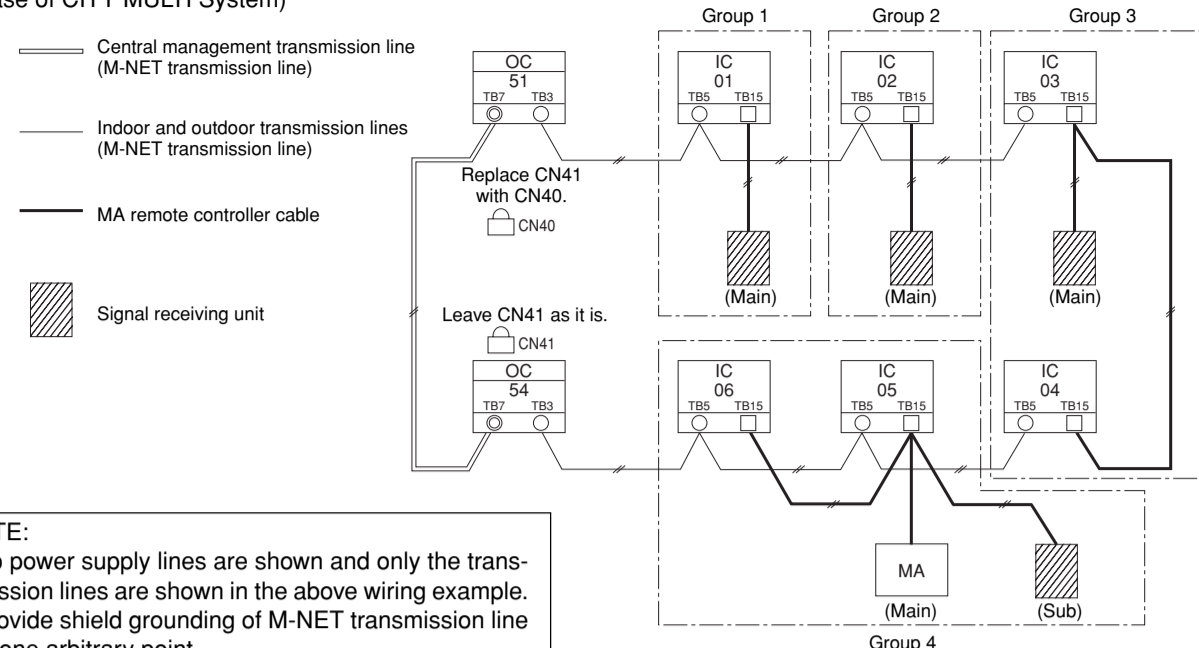 ase of CITY MULTI System)
Central management transmission line
(M-NET transmission line)
Indoor and outdoor transmission lines
(M-NET transmission line)
MA remote controller cable
Signal receiving unit
Group 1
Group 2
Group 3
OC
51
TB7 TB3
IC
01
TB5 TB15
IC
02
TB5 TB15
IC
03
TB5 TB15
Replace CN41
with CN40.
CN40
(Main)
(Main)
(Main)
Leave CN41 as it is.
CN41
OC
54
TB7 TB3
IC
06
TB5 TB15
IC
05
TB5 TB15
IC
04
TB5 TB15
MA
(Main)
(Sub)
Group 4
TE:
o power supply lines are shown and only the trans-
ission lines are shown in the above wiring example.
rovide shield grounding of M-NET transmission line
one arbitrary point.